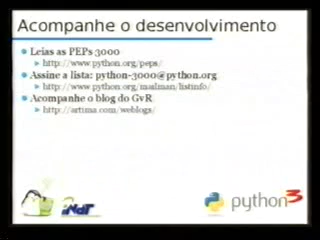 Acompanhe o desenvolvimento
Leias as PEPs 3000
http://www.python.org/peps/
Assine a lista: python-3000@python.org
http://www.python.org/mailman/listinfo/
Acompanhe o blog do GvR
http://artima.com/weblogs/
iNdT
python3